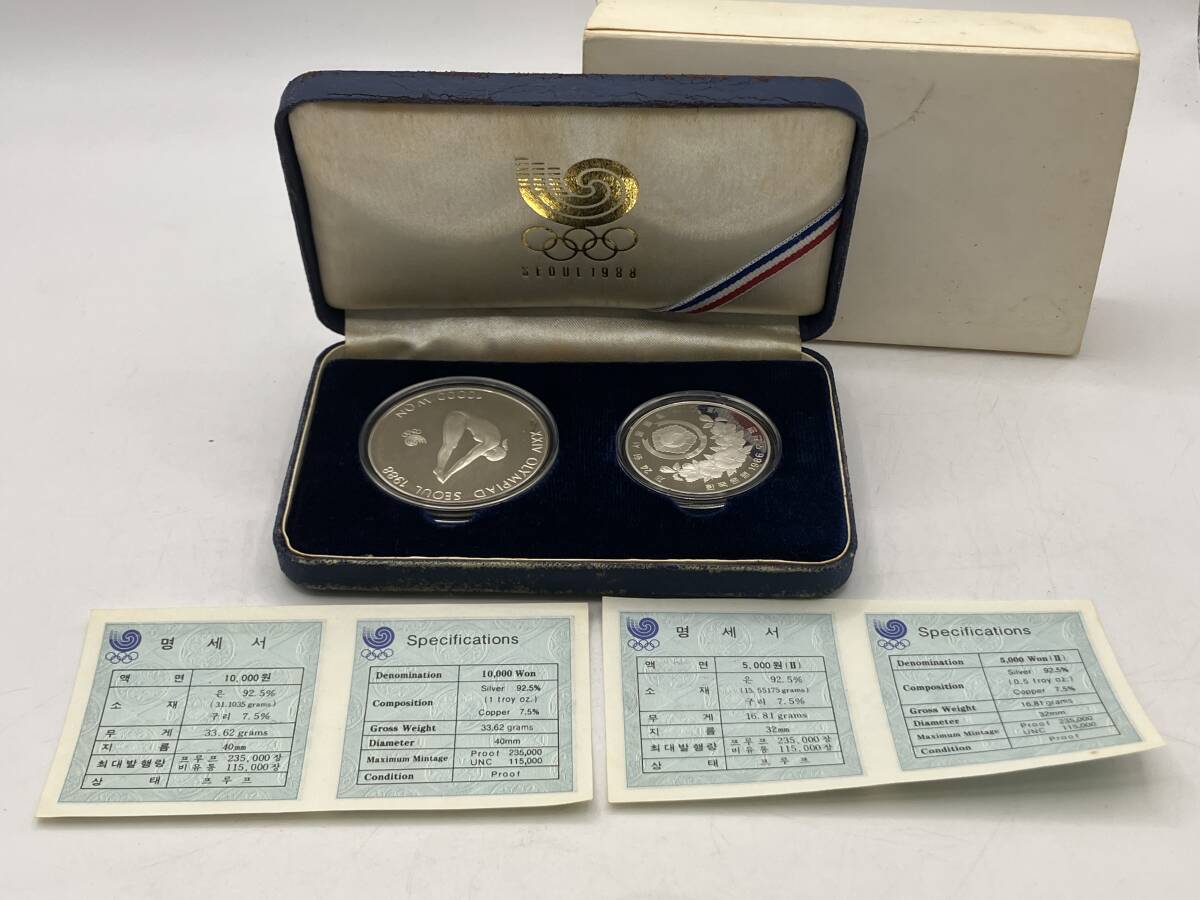 SEOUL 1988
10000 WON
XXIV OLYMPIAD SEOUL 1988
한국은행 1986
명 세 서
액 면 10,000원
소 재 은 92.5%
(31.1035 grams)
구리 7.5%
무 게 33.62 grams
지 름 40mm
최대발행량 프루프 235,000장
비유통 115,000장
상 태 프루프
Specifications
Denomination 10,000 Won
Composition Silver 92.5%
(1 troy oz.)
Copper 7.5%
Gross Weight 33.62 grams
Diameter 40mm
Maximum Mintage Proof 235,000
UNC 115,000
Condition Proof
명 세 서
액 면 5,000원(Ⅱ)
소 재 은 92.5%
(15.55175 grams)
구리 7.5%
무 게 16.81 grams
지 름 32mm
최대발행량 프루프 235,000장
비유통 115,000장
상 태 프루프
Specifications
Denomination 5,000 Won(Ⅱ)
Composition Silver 92.5%
(0.5 troy oz.)
Copper 7.5%
Gross Weight 16.81 grams
Diameter 32mm
Maximum Mintage Proof 235,000
UNC 115,000
Condition Proof